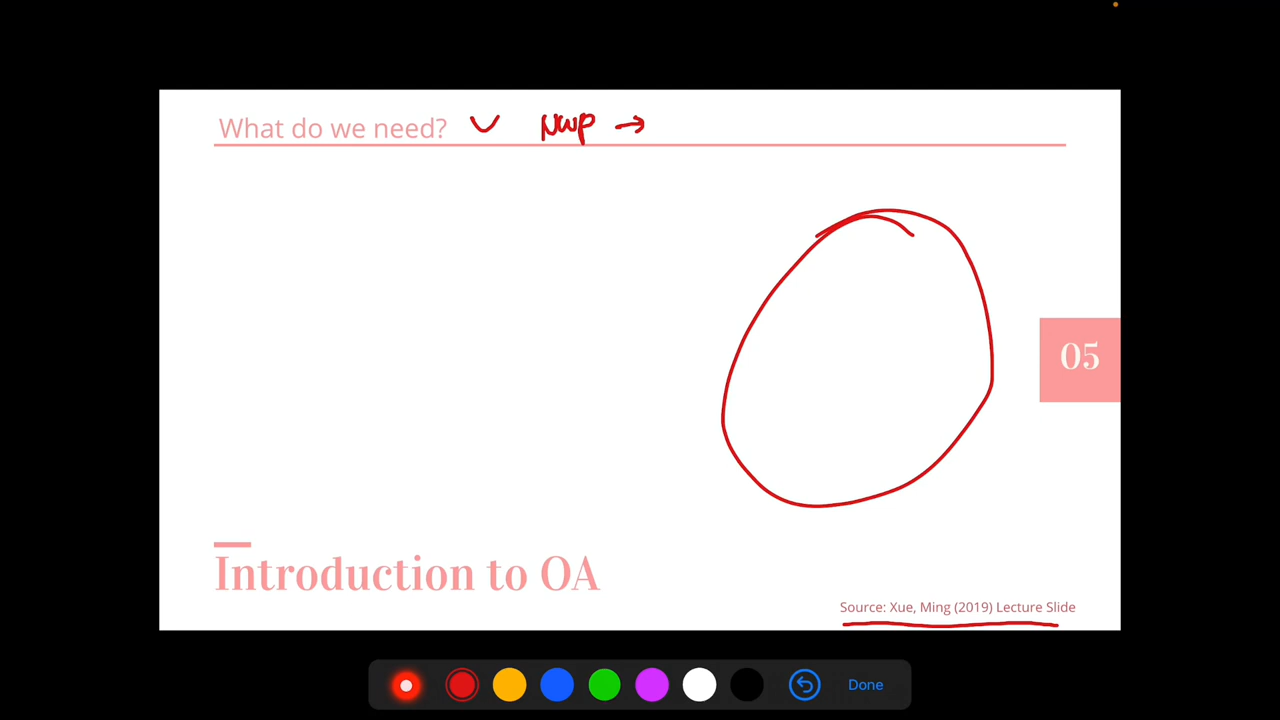 What do we need? NWP →
05
Introduction to OA
Source: Xue, Ming (2019) Lecture Slide
Done